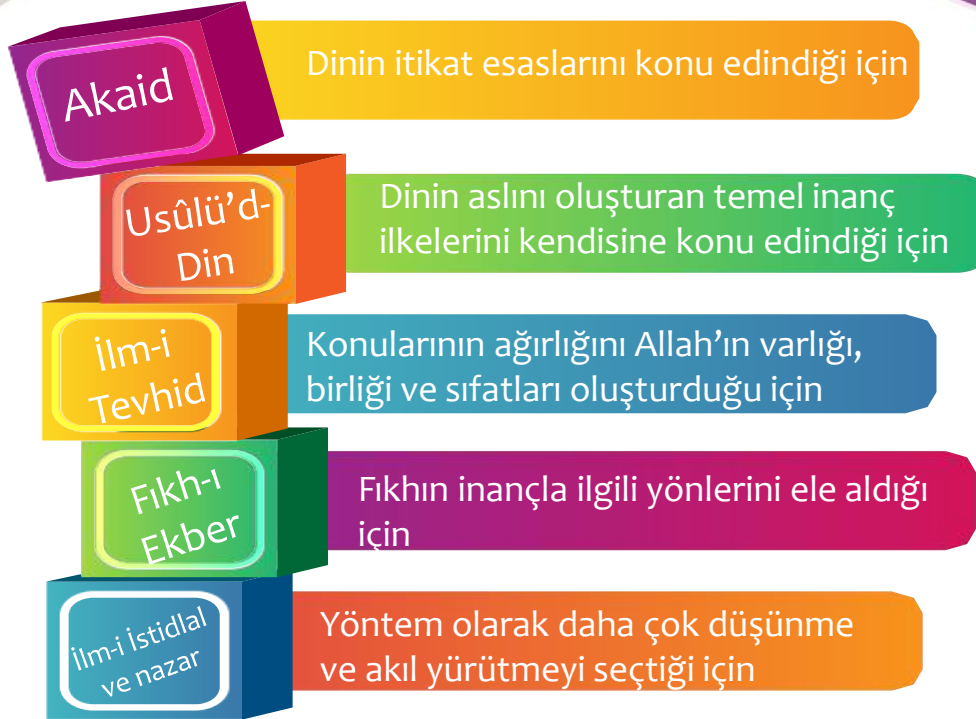 Akaid
Dinin itikat esaslarını konu edindiği için
Usûlü’d-
Din
Dinin aslını oluşturan temel inanç
ilkelerini kendisine konu edindiği için
İlm-i
Tevhid
Konularının ağırlığını Allah’ın varlığı,
birliği ve sıfatları oluşturduğu için
Fıkh-ı
Ekber
Fıkhın inançla ilgili yönlerini ele aldığı
için
İlm-i İstidlal
ve nazar
Yöntem olarak daha çok düşünme
ve akıl yürütmeyi seçtiği için